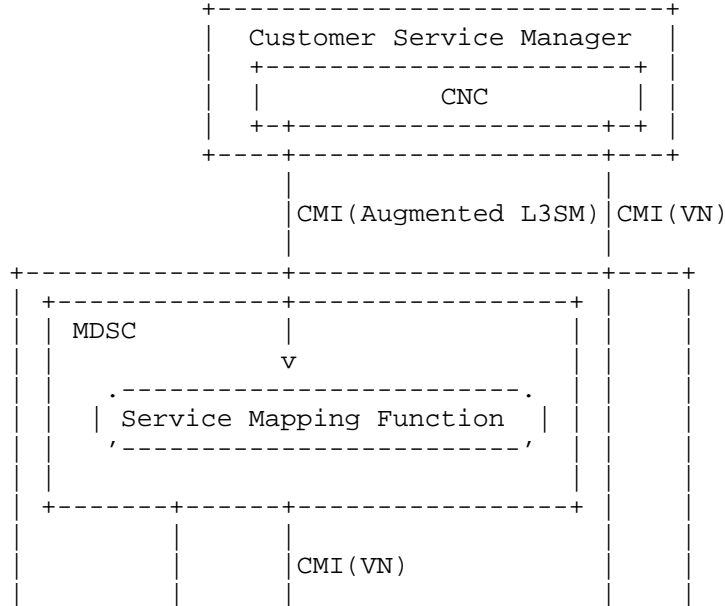 Customer Service Manager
CNC
CMI(Augmented L3SM) CMI(VN)
MDSC
v
Service Mapping Function
CMI(VN)